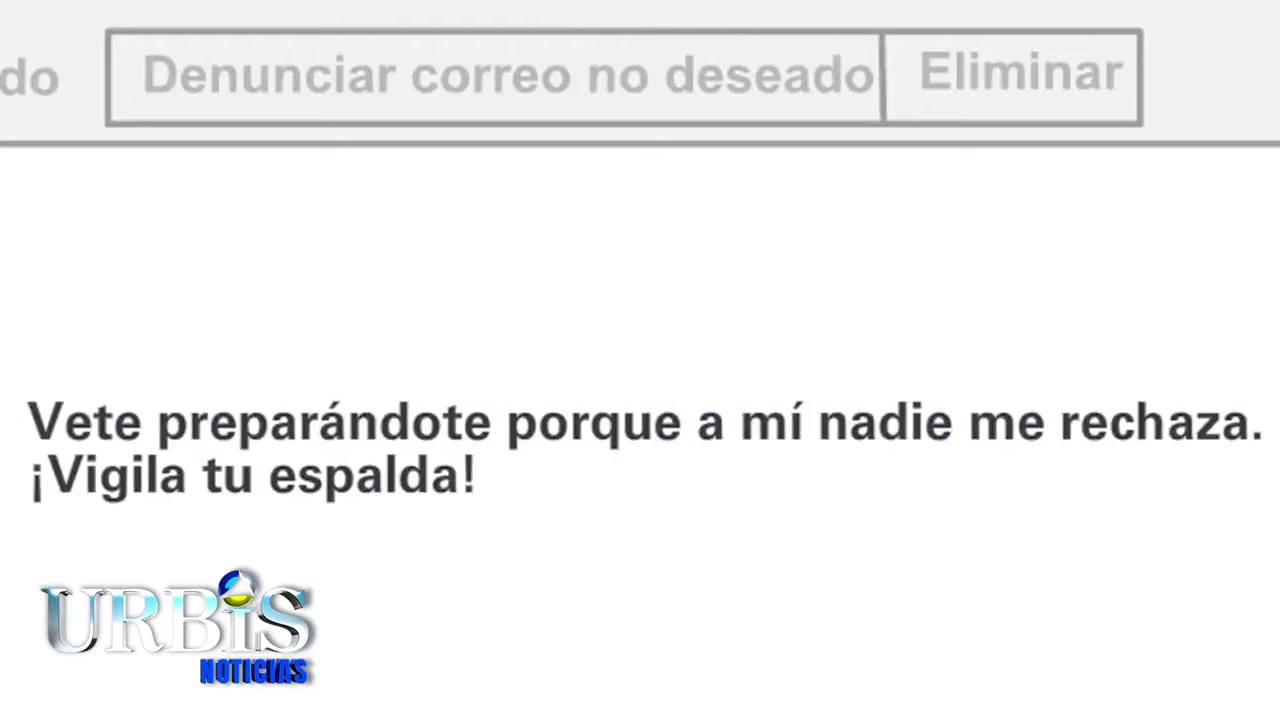 do Denunciar correo no deseado Eliminar
Vete preparándote porque a mí nadie me rechaza.
¡Vigila tu espalda!
URBiS
NOTICIAS